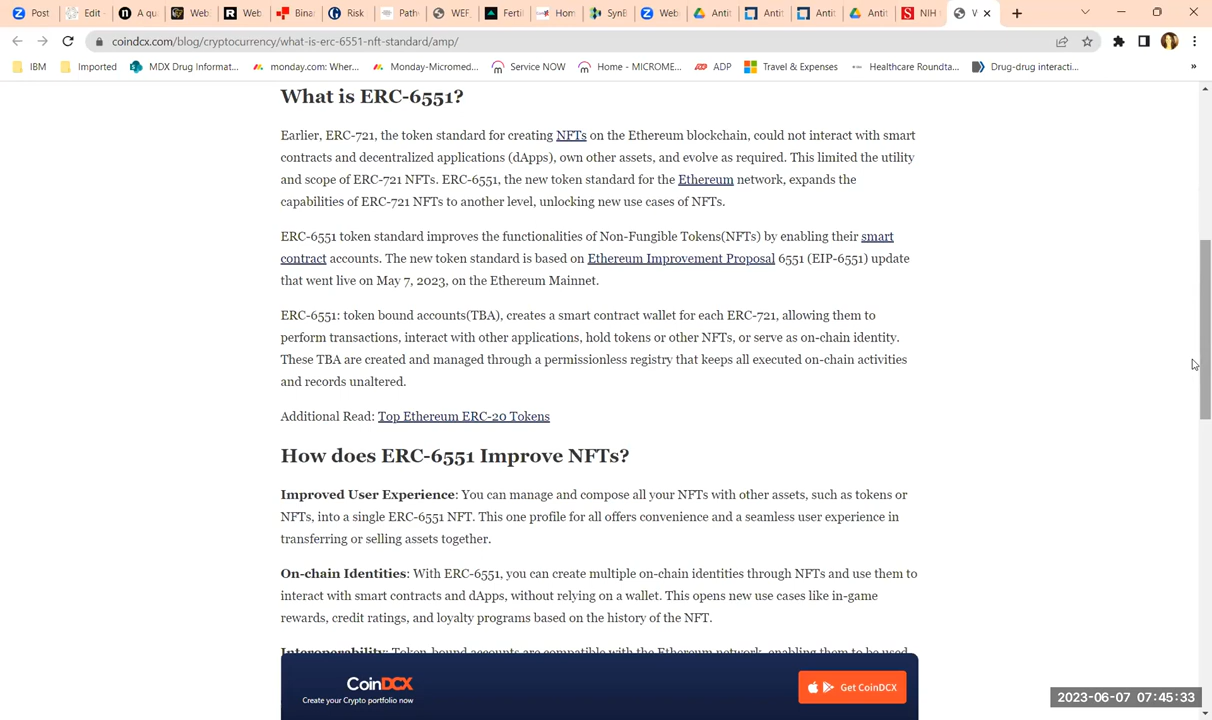 Post
Edit
A qu
Web
Web
Bina
Risk
Path
WEF
Ferti
Hom
SynB
Web
Antit
Anti
Anti
Antit
NIH
coindcx.com/blog/cryptocurrency/what-is-erc-6551-nft-standard/amp/
IBM
Imported
MDX Drug Informat...
monday.com: Wher...
Monday-Micromed...
Service NOW
Home - MICROME...
ADP
Travel & Expenses
Healthcare Roundta...
Drug-drug interacti...
What is ERC-6551?
Earlier, ERC-721, the token standard for creating NFTs on the Ethereum blockchain, could not interact with smart
contracts and decentralized applications (dApps), own other assets, and evolve as required. This limited the utility
and scope of ERC-721 NFTs. ERC-6551, the new token standard for the Ethereum network, expands the
capabilities of ERC-721 NFTs to another level, unlocking new use cases of NFTs.
ERC-6551 token standard improves the functionalities of Non-Fungible Tokens(NFTs) by enabling their smart
contract accounts. The new token standard is based on Ethereum Improvement Proposal 6551 (EIP-6551) update
that went live on May 7, 2023, on the Ethereum Mainnet.
ERC-6551: token bound accounts(TBA), creates a smart contract wallet for each ERC-721, allowing them to
perform transactions, interact with other applications, hold tokens or other NFTs, or serve as on-chain identity.
These TBA are created and managed through a permissionless registry that keeps all executed on-chain activities
and records unaltered.
Additional Read: Top Ethereum ERC-20 Tokens
How does ERC-6551 Improve NFTs?
Improved User Experience: You can manage and compose all your NFTs with other assets, such as tokens or
NFTs, into a single ERC-6551 NFT. This one profile for all offers convenience and a seamless user experience in
transferring or selling assets together.
On-chain Identities: With ERC-6551, you can create multiple on-chain identities through NFTs and use them to
interact with smart contracts and dApps, without relying on a wallet. This opens new use cases like in-game
rewards, credit ratings, and loyalty programs based on the history of the NFT.
Interoperability: Token-bound accounts are compatible with the Ethereum network, enabling them to be used
CoinDCX
Create your Crypto portfolio now
Get CoinDCX
2023-06-07 07:45:33